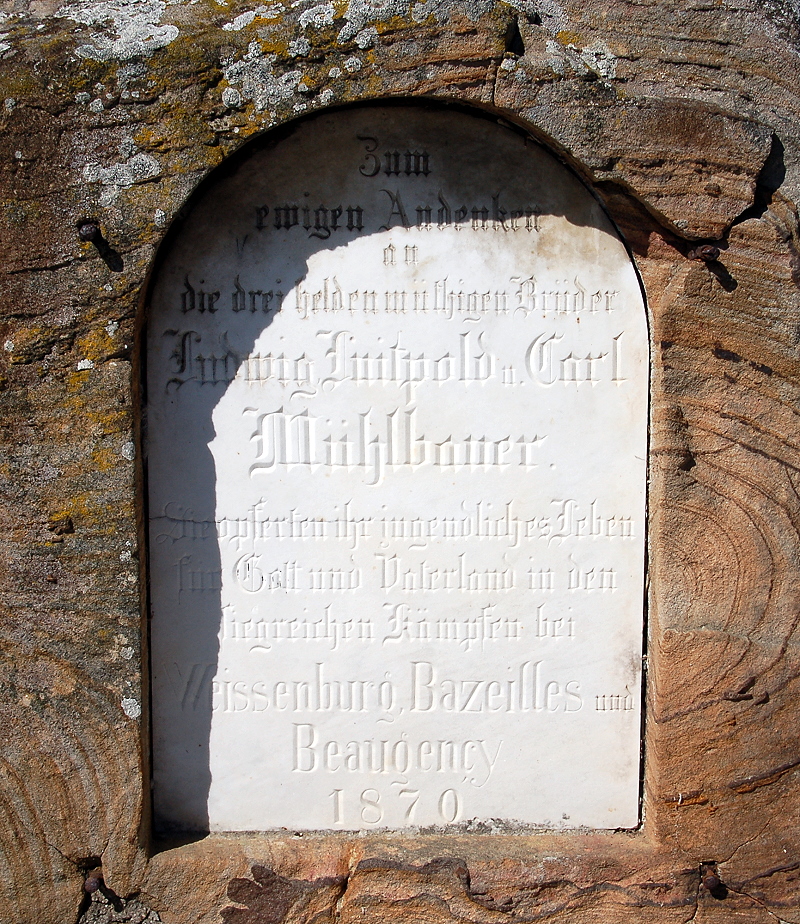 Zum
ewigen Andenken
an
die drei heldenmüthigen Brüder
Ludwig, Luitpold u. Carl
Mühlbauer.
Sie opferten ihr jugendliches Leben
für Gott und Vaterland in den
siegreichen Kämpfen bei
Weissenburg, Bazeilles und
Beaugency
1870